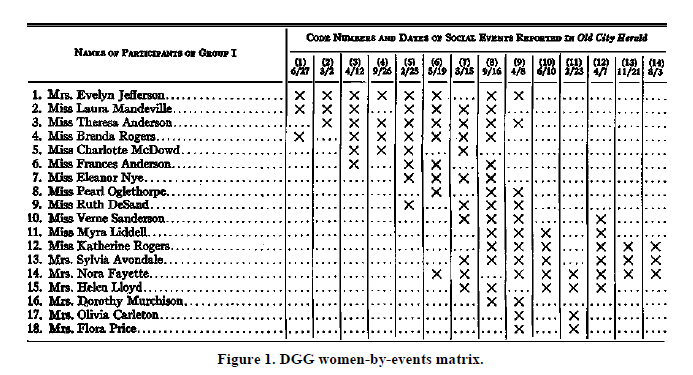 CODE NUMBERS AND DATES OF SOCIAL EVENTS REPORTED IN Old City Herald
NAMES OF PARTICIPANTS OF GROUP I
(1) (2) (3) (4) (5) (6) (7) (8) (9) (10) (11) (12) (13) (14)
6/27 3/2 4/12 9/26 2/25 5/19 3/15 9/16 4/8 6/10 2/23 4/7 11/21 8/3
1. Mrs. Evelyn Jefferson × × × × × × .... × × .... .... .... .... ....
2. Miss Laura Mandeville × × × .... × × × × .... .... .... .... .... ....
3. Miss Theresa Anderson .... × × × × × × × × .... .... .... .... ....
4. Miss Brenda Rogers × .... × × × × × × .... .... .... .... .... ....
5. Miss Charlotte McDowd .... .... × × × .... × .... .... .... .... .... .... ....
6. Miss Frances Anderson .... .... × .... × × .... × .... .... .... .... .... ....
7. Miss Eleanor Nye .... .... .... .... × × × × .... .... .... .... .... ....
8. Miss Pearl Oglethorpe .... .... .... .... .... × .... × × .... .... .... .... ....
9. Miss Ruth DeSand .... .... .... .... × .... × × × .... .... .... .... ....
10. Miss Verne Sanderson .... .... .... .... .... .... × × × .... .... × .... ....
11. Miss Myra Liddell .... .... .... .... .... .... .... × × × .... × .... ....
12. Miss Katherine Rogers .... .... .... .... .... .... .... × × × .... × × ×
13. Mrs. Sylvia Avondale .... .... .... .... .... .... × × × × .... × × ×
14. Mrs. Nora Fayette .... .... .... .... .... × × .... × × × × × ×
15. Mrs. Helen Lloyd .... .... .... .... .... .... × × .... × × × .... ....
16. Mrs. Dorothy Murchison .... .... .... .... .... .... .... × × .... .... .... .... ....
17. Mrs. Olivia Carleton .... .... .... .... .... .... .... .... × .... × .... .... ....
18. Mrs. Flora Price .... .... .... .... .... .... .... .... × .... × .... .... ....
Figure 1. DGG women-by-events matrix.